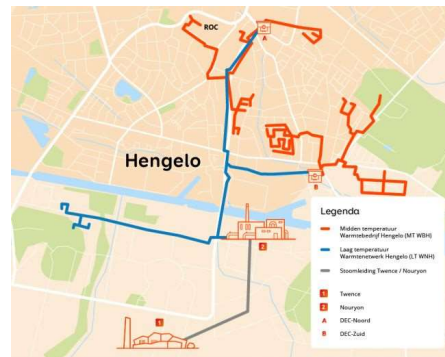 ROC
A
Hengelo
B
2
1
Legenda
Midden temperatuur
Warmtebedrijf Hengelo (MT WBH)
Laag temperatuur
Warmtenetwerk Hengelo (LT WNH)
Stoomleiding Twence / Nouryon
1 Twence
2 Nouryon
A DEC-Noord
B DEC-Zuid